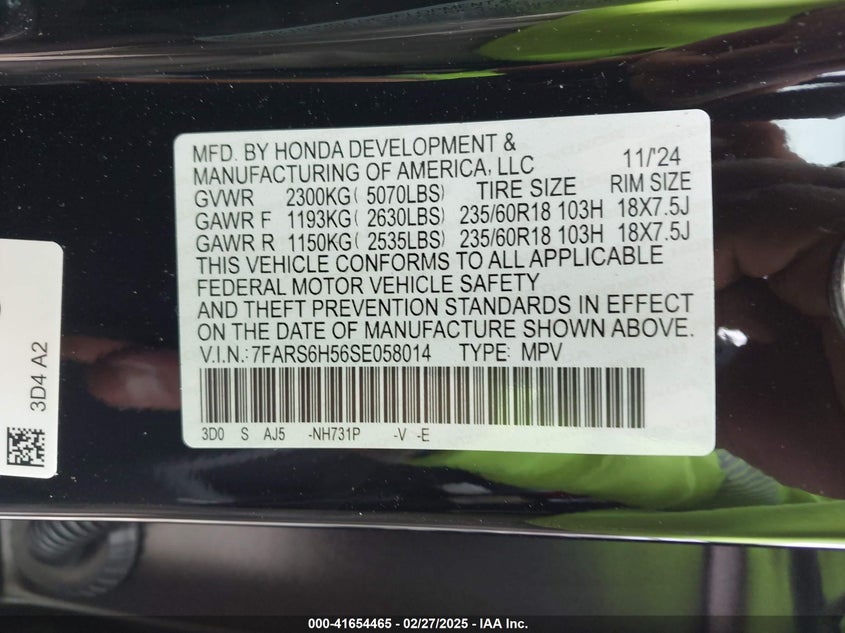 MFD. BY HONDA DEVELOPMENT &
MANUFACTURING OF AMERICA, LLC 11/'24
GVWR 2300KG( 5070LBS) TIRE SIZE RIM SIZE
GAWR F 1193KG( 2630LBS) 235/60R18 103H 18X7.5J
GAWR R 1150KG( 2535LBS) 235/60R18 103H 18X7.5J
THIS VEHICLE CONFORMS TO ALL APPLICABLE
FEDERAL MOTOR VEHICLE SAFETY
AND THEFT PREVENTION STANDARDS IN EFFECT
ON THE DATE OF MANUFACTURE SHOWN ABOVE.
V.I.N.:7FARS6H56SE058014 TYPE: MPV
3D0 S AJ5 -NH731P -V -E
3D4 A2
000-41654465 - 02/27/2025 - IAA Inc.